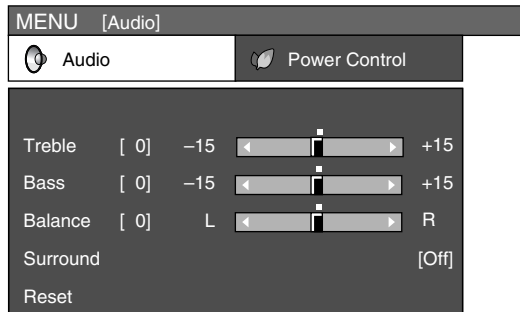 MENU [Audio]
Audio Power Control
Treble [ 0] –15 +15
Bass [ 0] –15 +15
Balance [ 0] L R
Surround [Off]
Reset